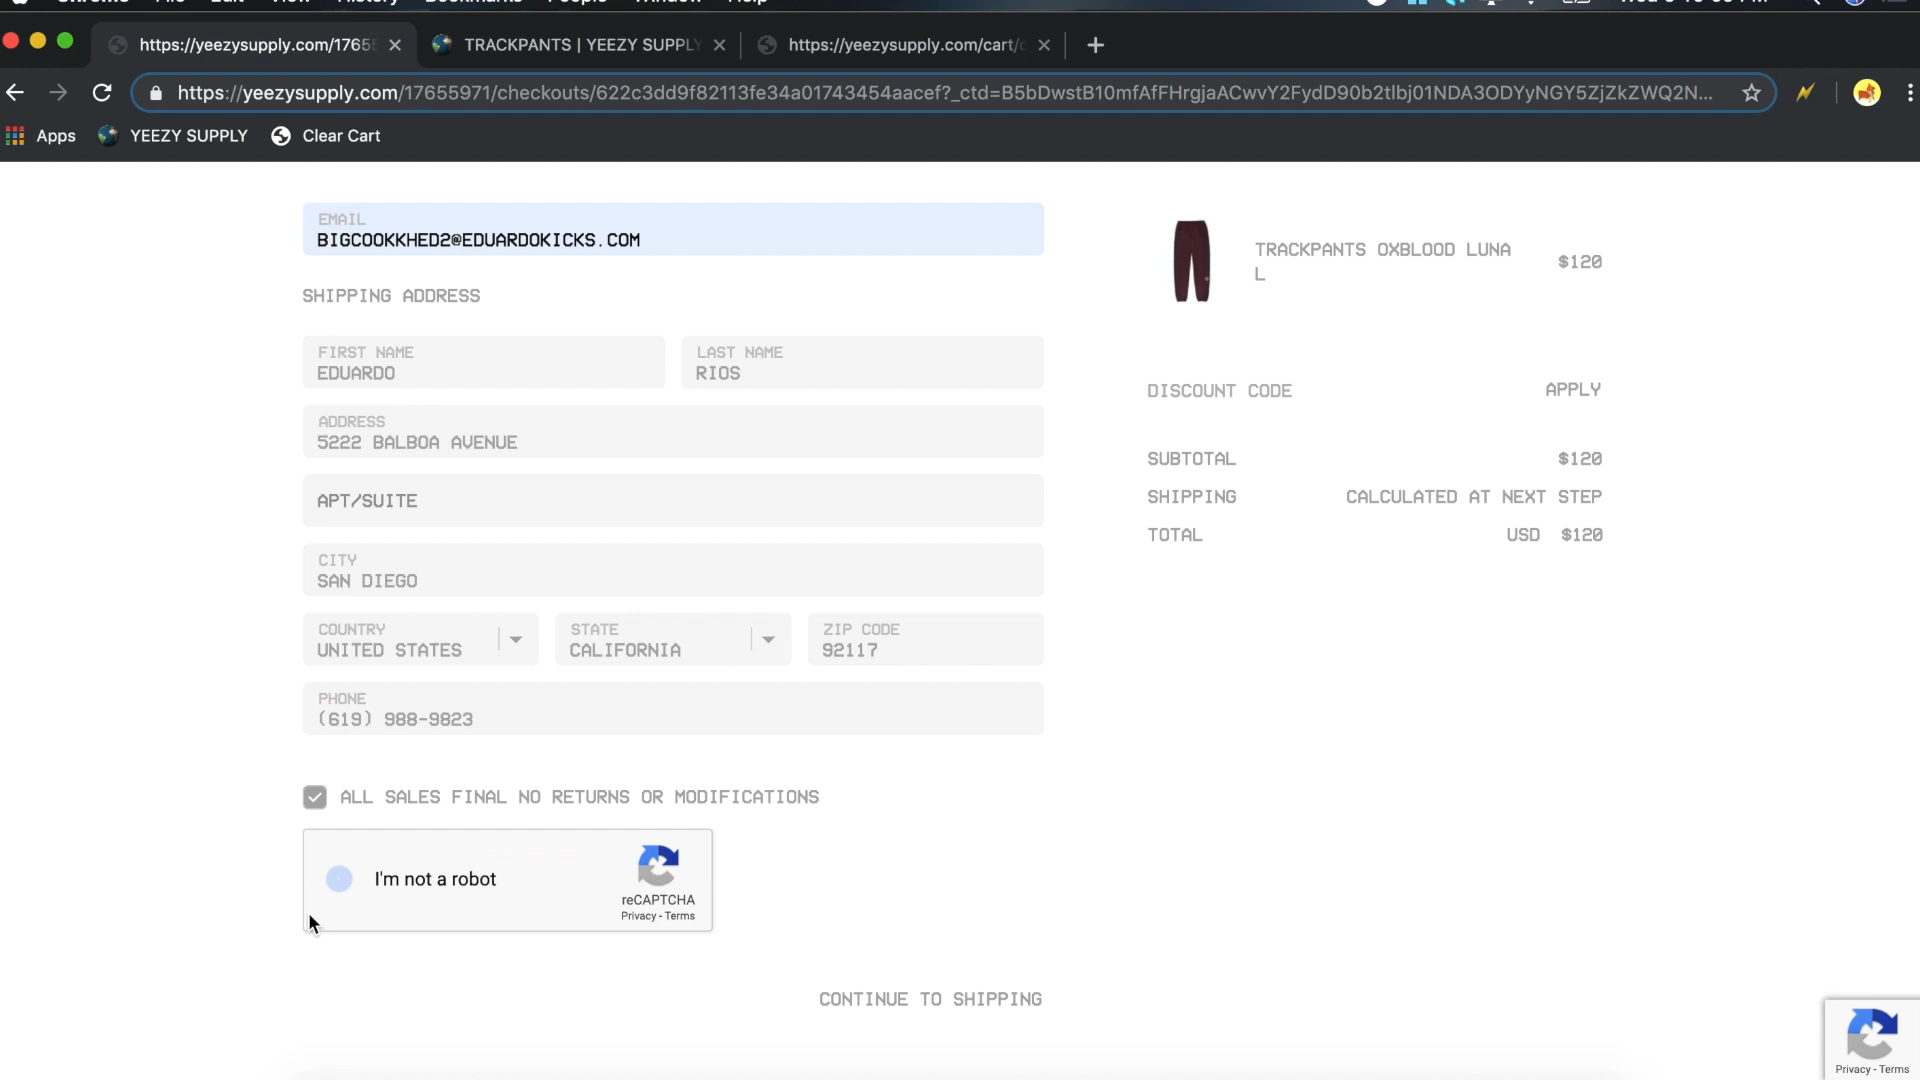 https://yeezysupply.com/1765
TRACKPANTS | YEEZY SUPPLY
https://yeezysupply.com/cart/
https://yeezysupply.com/17655971/checkouts/622c3dd9f82113fe34a01743454aacef?_ctd=B5bDwstB10mfAfFHrgjaACwvY2FydD90b2tlbj01NDA3ODYyNGY5ZjZkZWQ2N...
Apps YEEZY SUPPLY Clear Cart
EMAIL
BIGCOOKKHED2@EDUARDOKICKS.COM
SHIPPING ADDRESS
FIRST NAME
EDUARDO
LAST NAME
RIOS
ADDRESS
5222 BALBOA AVENUE
APT/SUITE
CITY
SAN DIEGO
COUNTRY
UNITED STATES
STATE
CALIFORNIA
ZIP CODE
92117
PHONE
(619) 988-9823
ALL SALES FINAL NO RETURNS OR MODIFICATIONS
I'm not a robot
reCAPTCHA
Privacy - Terms
CONTINUE TO SHIPPING
TRACKPANTS OXBLOOD LUNA
L
$120
DISCOUNT CODE APPLY
SUBTOTAL $120
SHIPPING CALCULATED AT NEXT STEP
TOTAL USD $120
Privacy - Terms